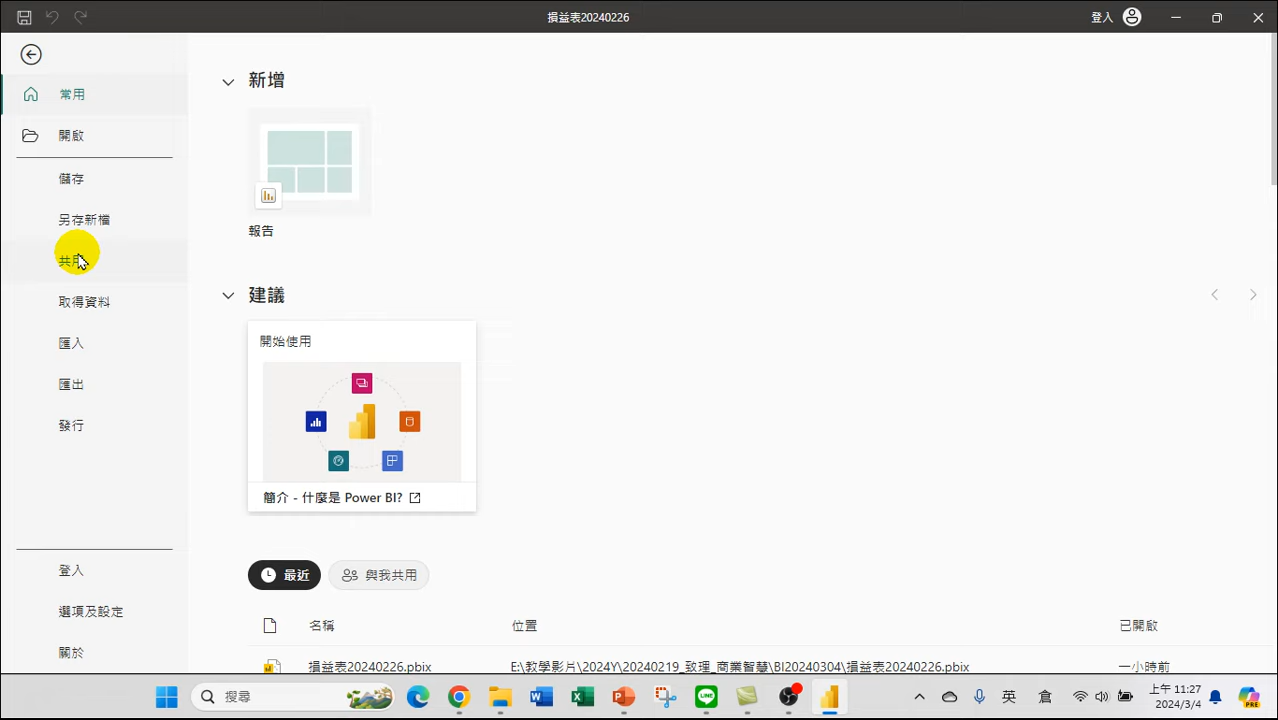 損益表20240226
登入
常用
開啟
儲存
另存新檔
共用
取得資料
匯入
匯出
發行
登入
選項及設定
關於
新增
報告
建議
開始使用
簡介 - 什麼是 Power BI?
最近
與我共用
名稱 位置 已開啟
損益表20240226.pbix E:\教學影片\2024Y\20240219_致理_商業智慧\BI20240304\損益表20240226.pbix 一小時前
搜尋
英 倉 上午 11:27
2024/3/4
PRE